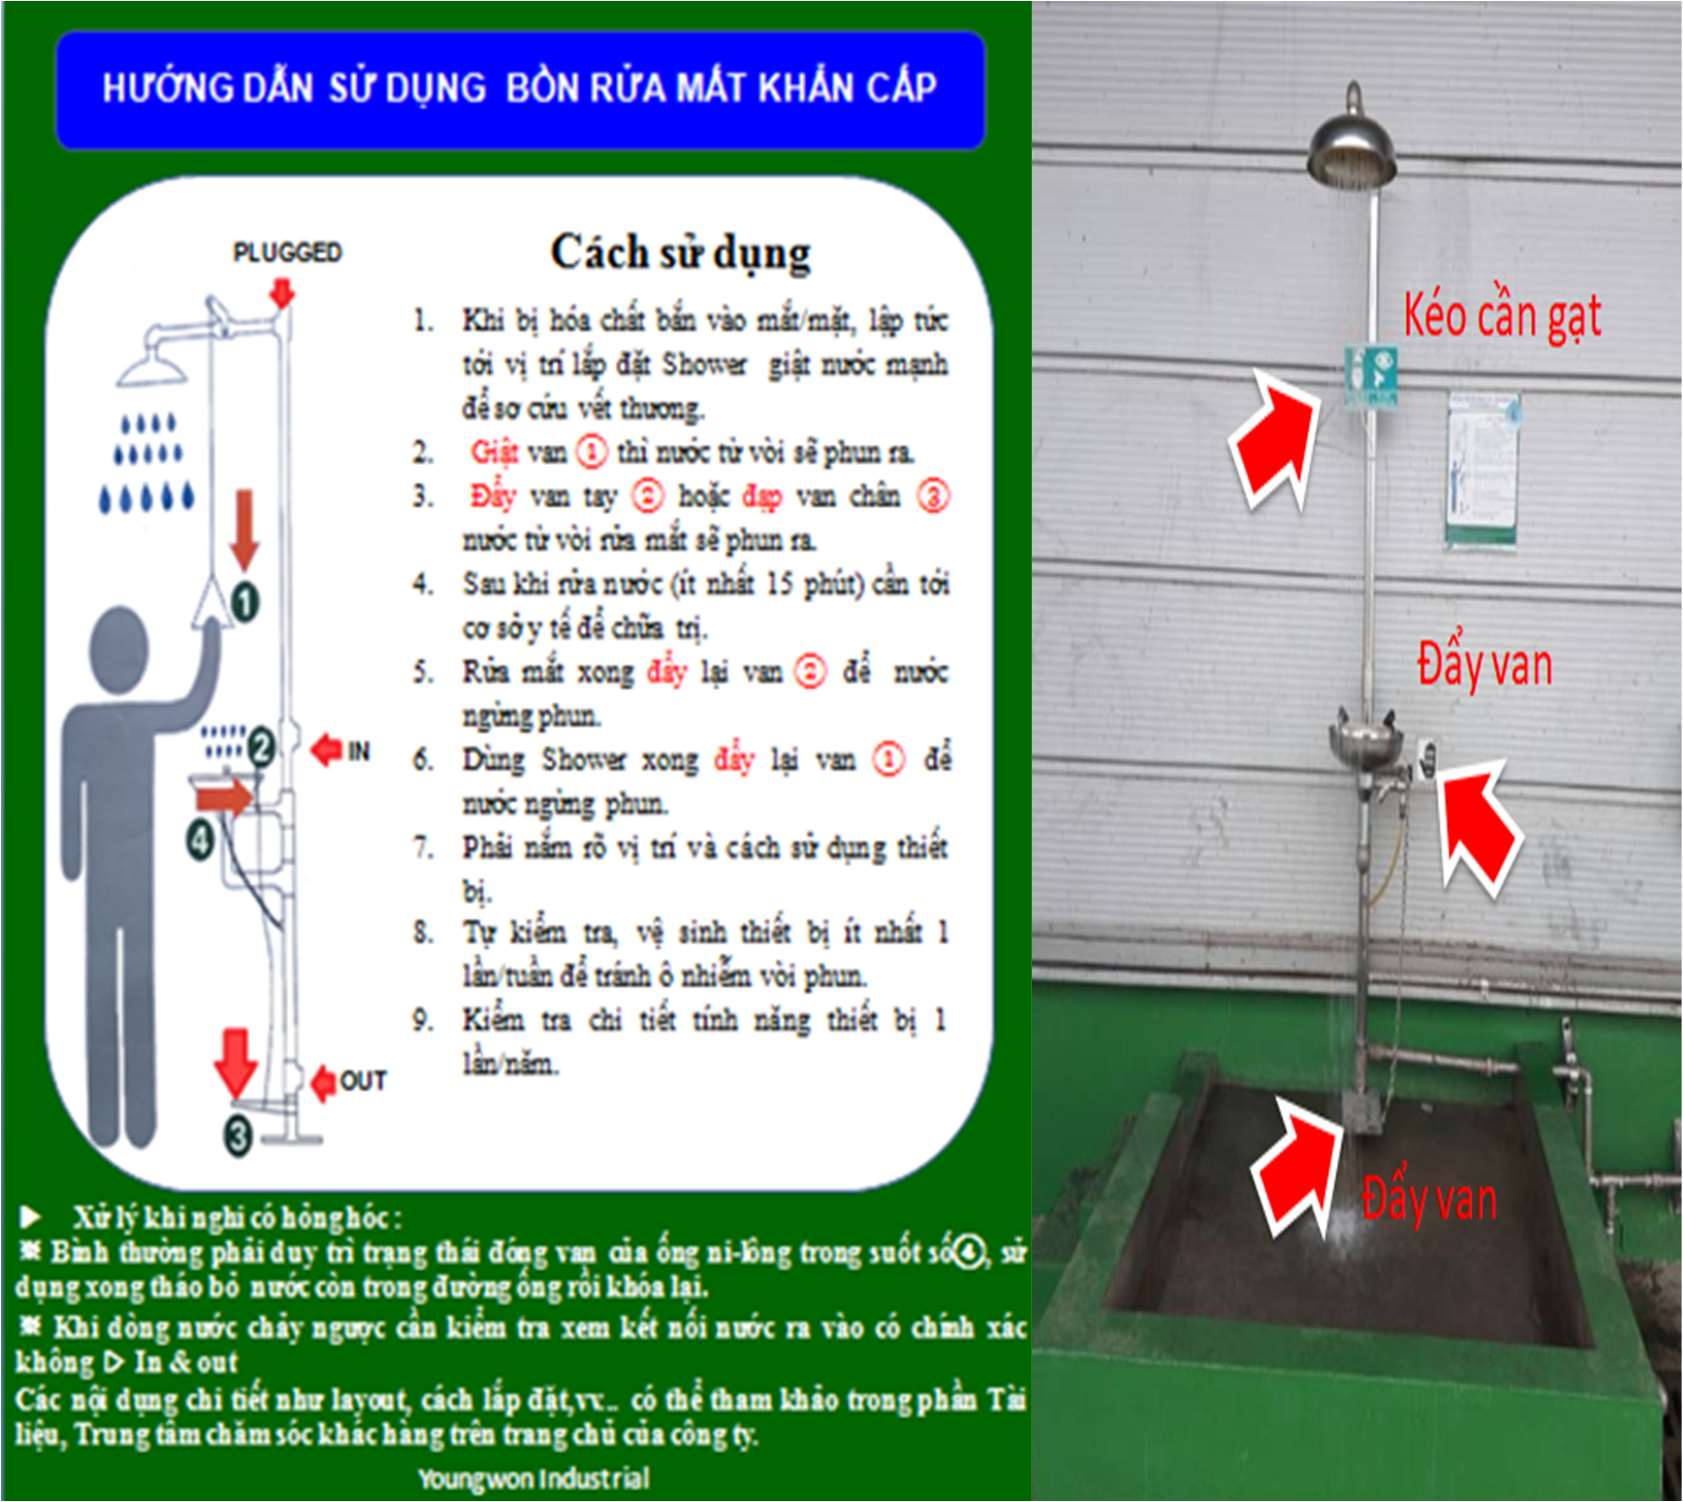 HƯỚNG DẪN SỬ DỤNG BỒN RỬA MẮT KHẨN CẤP
PLUGGED
1
2
IN
4
OUT
3
Cách sử dụng
1. Khi bị hóa chất bắn vào mắt/mặt, lập tức
tới vị trí lắp đặt Shower giật nước mạnh
để sơ cứu vết thương.
2. Giật van ① thì nước từ vòi sẽ phun ra.
3. Đẩy van tay ② hoặc đạp van chân ③
nước từ vòi rửa mắt sẽ phun ra.
4. Sau khi rửa nước (ít nhất 15 phút) cần tới
cơ sở y tế để chữa trị.
5. Rửa mắt xong đẩy lại van ② để nước
ngừng phun.
6. Dùng Shower xong đẩy lại van ① để
nước ngừng phun.
7. Phải nắm rõ vị trí và cách sử dụng thiết
bị.
8. Tự kiểm tra, vệ sinh thiết bị ít nhất 1
lần/tuần để tránh ô nhiễm vòi phun.
9. Kiểm tra chi tiết tính năng thiết bị 1
lần/năm.
▶ Xử lý khi nghi có hỏng hóc :
※ Bình thường phải duy trì trạng thái đóng van của ống ni-lông trong suốt số④, sử
dụng xong tháo bỏ nước còn trong đường ống rồi khóa lại.
※ Khi dòng nước chảy ngược cần kiểm tra xem kết nối nước ra vào có chính xác
không ▷ In & out
Các nội dụng chi tiết như layout, cách lắp đặt,vv... có thể tham khảo trong phần Tài
liệu, Trung tâm chăm sóc khắc hàng trên trang chủ của công ty.
Youngwon Industrial
Kéo cần gạt
Đẩy van
Đẩy van